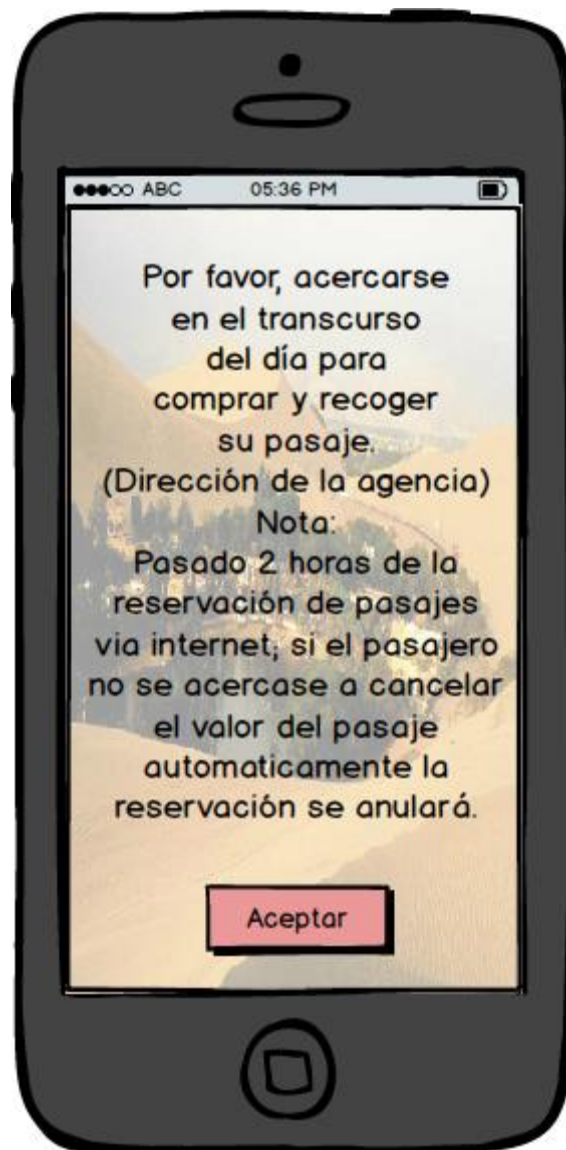 ABC 05:36 PM
Por favor, acercarse
en el transcurso
del día para
comprar y recoger
su pasaje.
(Dirección de la agencia)
Nota:
Pasado 2 horas de la
reservación de pasajes
via internet; si el pasajero
no se acercase a cancelar
el valor del pasaje
automaticamente la
reservación se anulará.
Aceptar